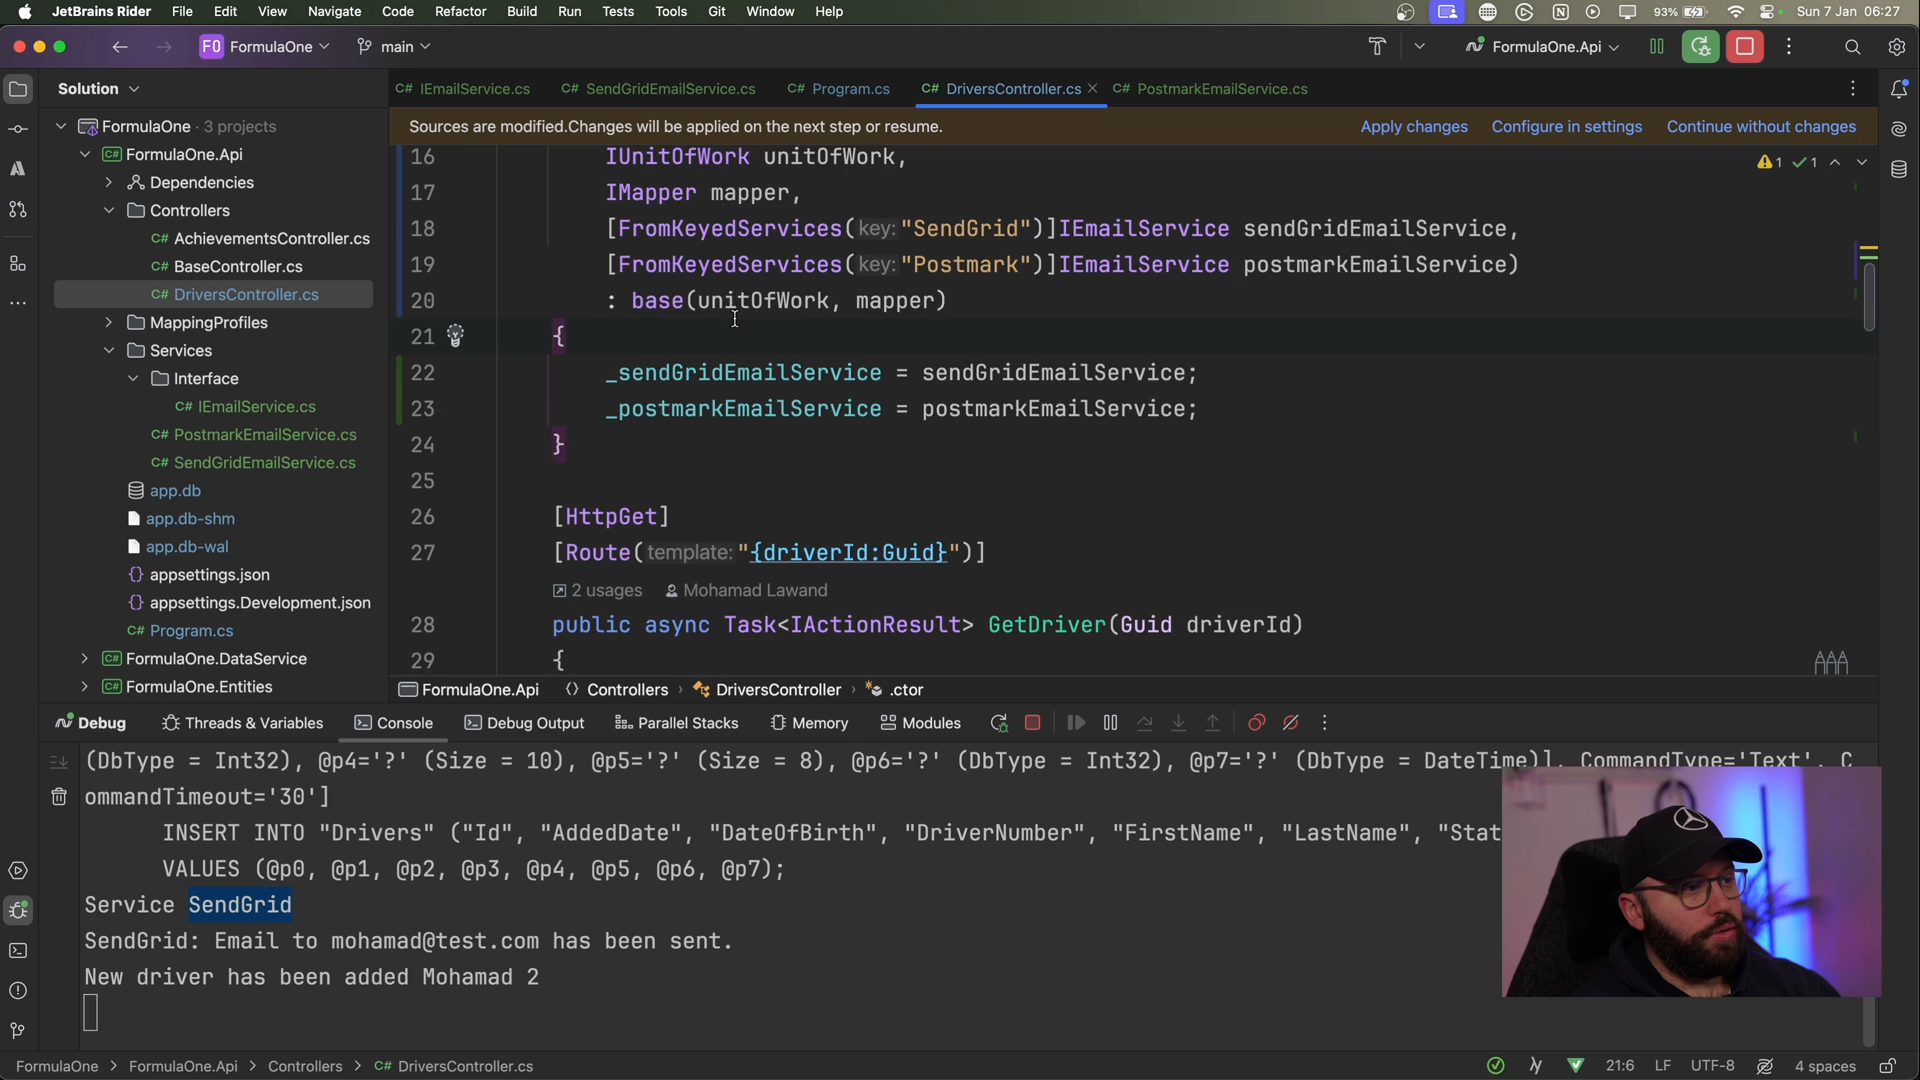 JetBrains Rider File Edit View Navigate Code Refactor Build Run Tests Tools Git Window Help 93% Sun 7 Jan 06:27
FO FormulaOne main FormulaOne.Api
Solution
C# IEmailService.cs C# SendGridEmailService.cs C# Program.cs C# DriversController.cs C# PostmarkEmailService.cs
Sources are modified.Changes will be applied on the next step or resume. Apply changes Configure in settings Continue without changes
FormulaOne · 3 projects
C# FormulaOne.Api
Dependencies
Controllers
C# AchievementsController.cs
C# BaseController.cs
C# DriversController.cs
MappingProfiles
Services
Interface
C# IEmailService.cs
C# PostmarkEmailService.cs
C# SendGridEmailService.cs
app.db
app.db-shm
app.db-wal
{} appsettings.json
{} appsettings.Development.json
C# Program.cs
C# FormulaOne.DataService
C# FormulaOne.Entities
1 1
16 IUnitOfWork unitOfWork,
17 IMapper mapper,
18 [FromKeyedServices( key: "SendGrid")]IEmailService sendGridEmailService,
19 [FromKeyedServices( key: "Postmark")]IEmailService postmarkEmailService)
20 : base(unitOfWork, mapper)
21 {
22 _sendGridEmailService = sendGridEmailService;
23 _postmarkEmailService = postmarkEmailService;
24 }
25
26 [HttpGet]
27 [Route( template: "{driverId:Guid}")]
2 usages Mohamad Lawand
28 public async Task<IActionResult> GetDriver(Guid driverId)
29 {
FormulaOne.Api Controllers DriversController .ctor
Debug Threads & Variables Console Debug Output Parallel Stacks Memory Modules
(DbType = Int32), @p4='?' (Size = 10), @p5='?' (Size = 8), @p6='?' (DbType = Int32), @p7='?' (DbType = DateTime)], CommandType='Text', C
ommandTimeout='30']
INSERT INTO "Drivers" ("Id", "AddedDate", "DateOfBirth", "DriverNumber", "FirstName", "LastName", "Stat
VALUES (@p0, @p1, @p2, @p3, @p4, @p5, @p6, @p7);
Service SendGrid
SendGrid: Email to mohamad@test.com has been sent.
New driver has been added Mohamad 2
FormulaOne > FormulaOne.Api > Controllers > C# DriversController.cs 21:6 LF UTF-8 4 spaces